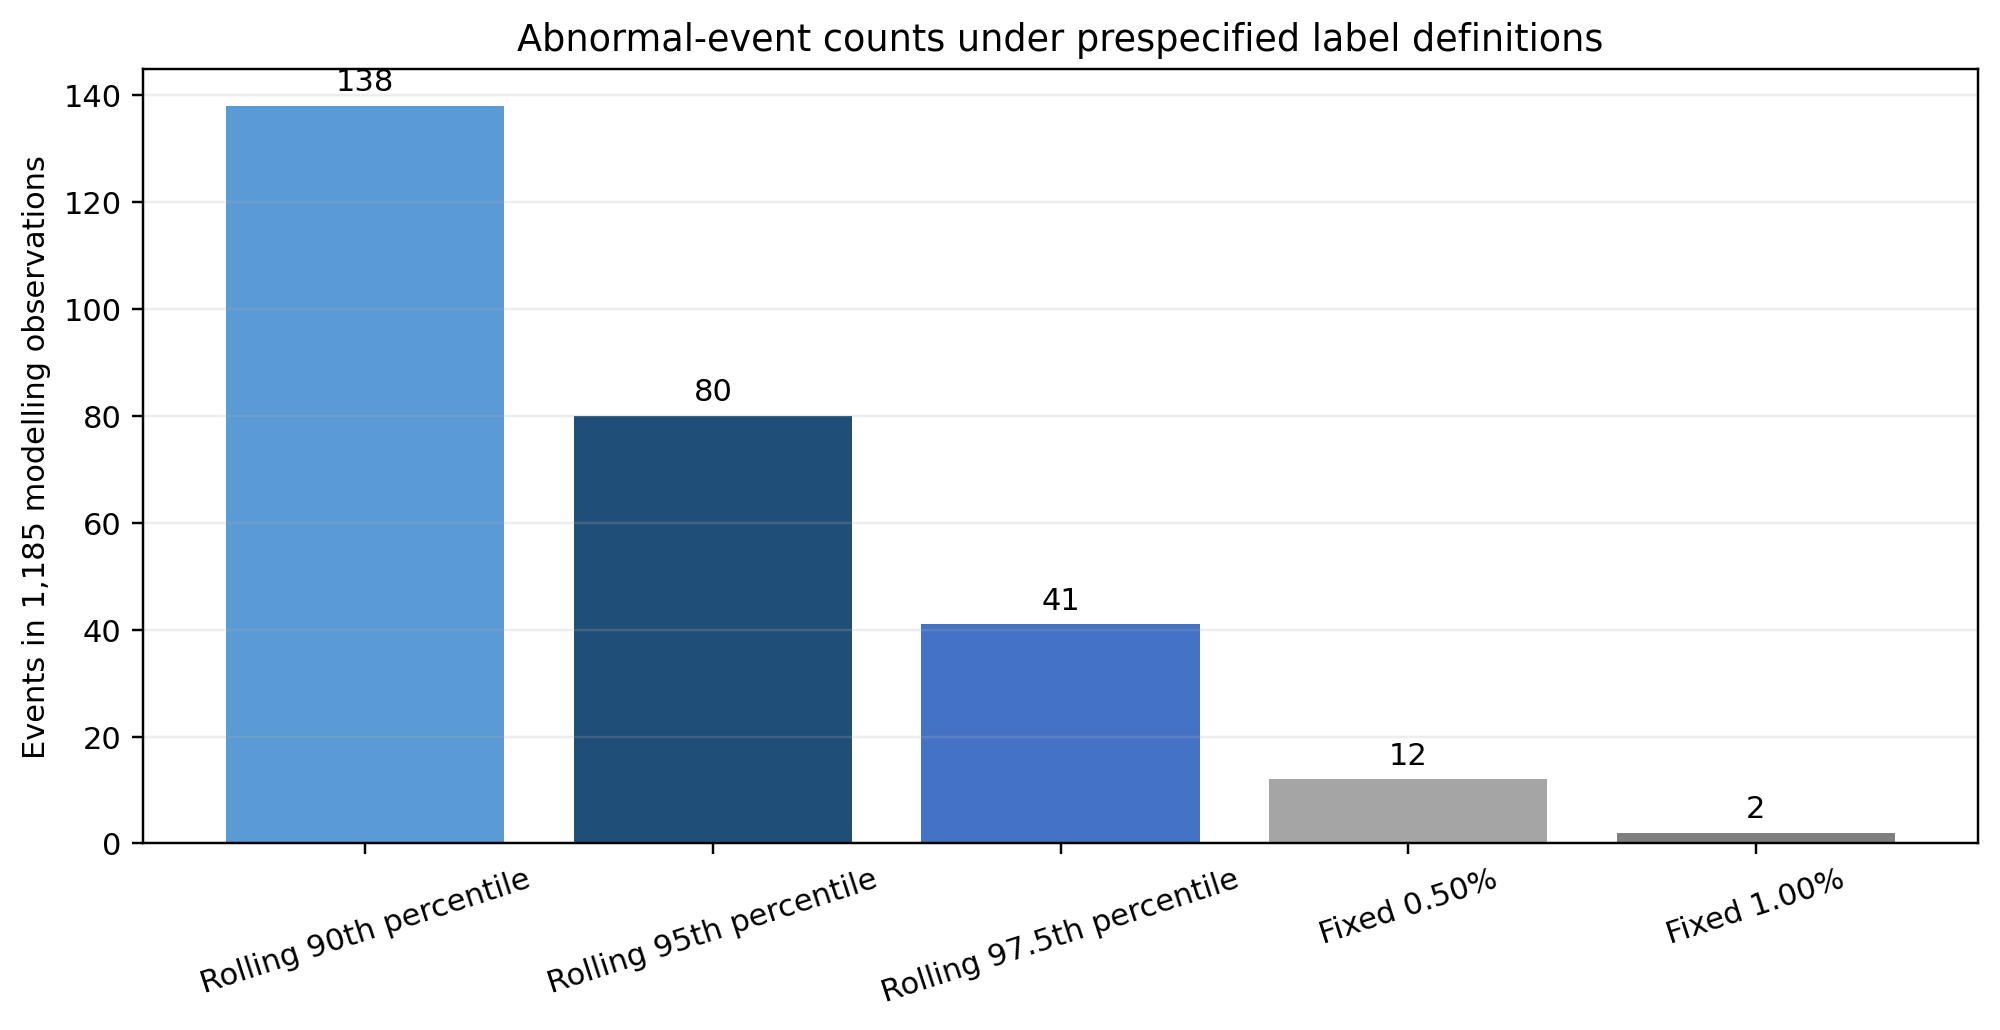 Abnormal-event counts under prespecified label definitions
Events in 1,185 modelling observations
140
120
100
80
60
40
20
0
138
80
41
12
2
Rolling 90th percentile
Rolling 95th percentile
Rolling 97.5th percentile
Fixed 0.50%
Fixed 1.00%